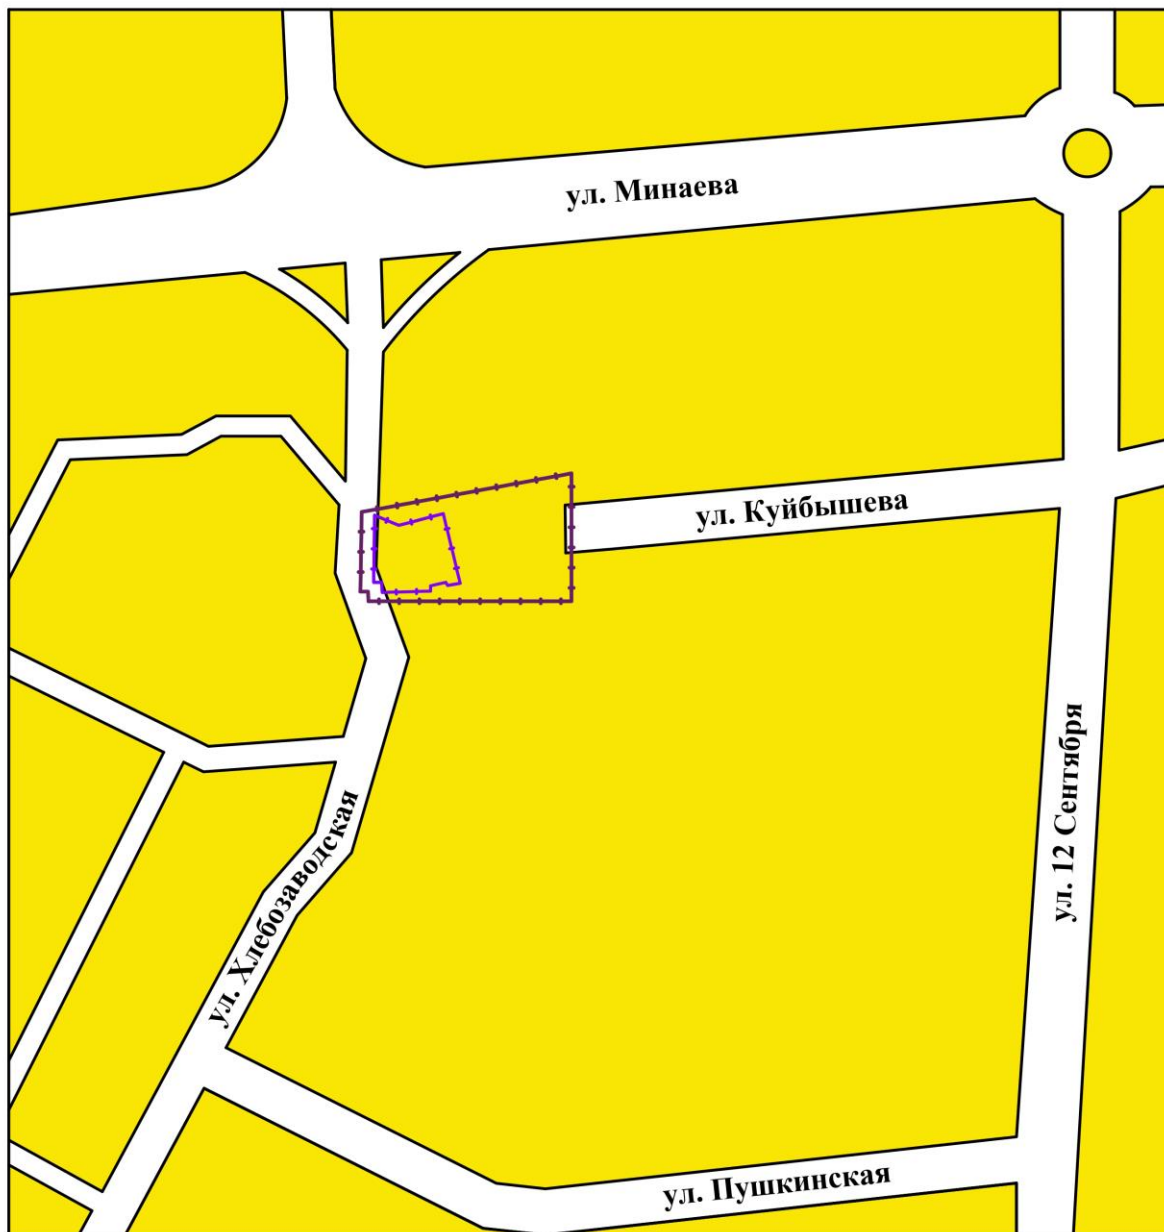 ул. Минаева
ул. Куйбышева
ул. 12 Сентября
ул. Хлебозаводская
ул. Пушкинская